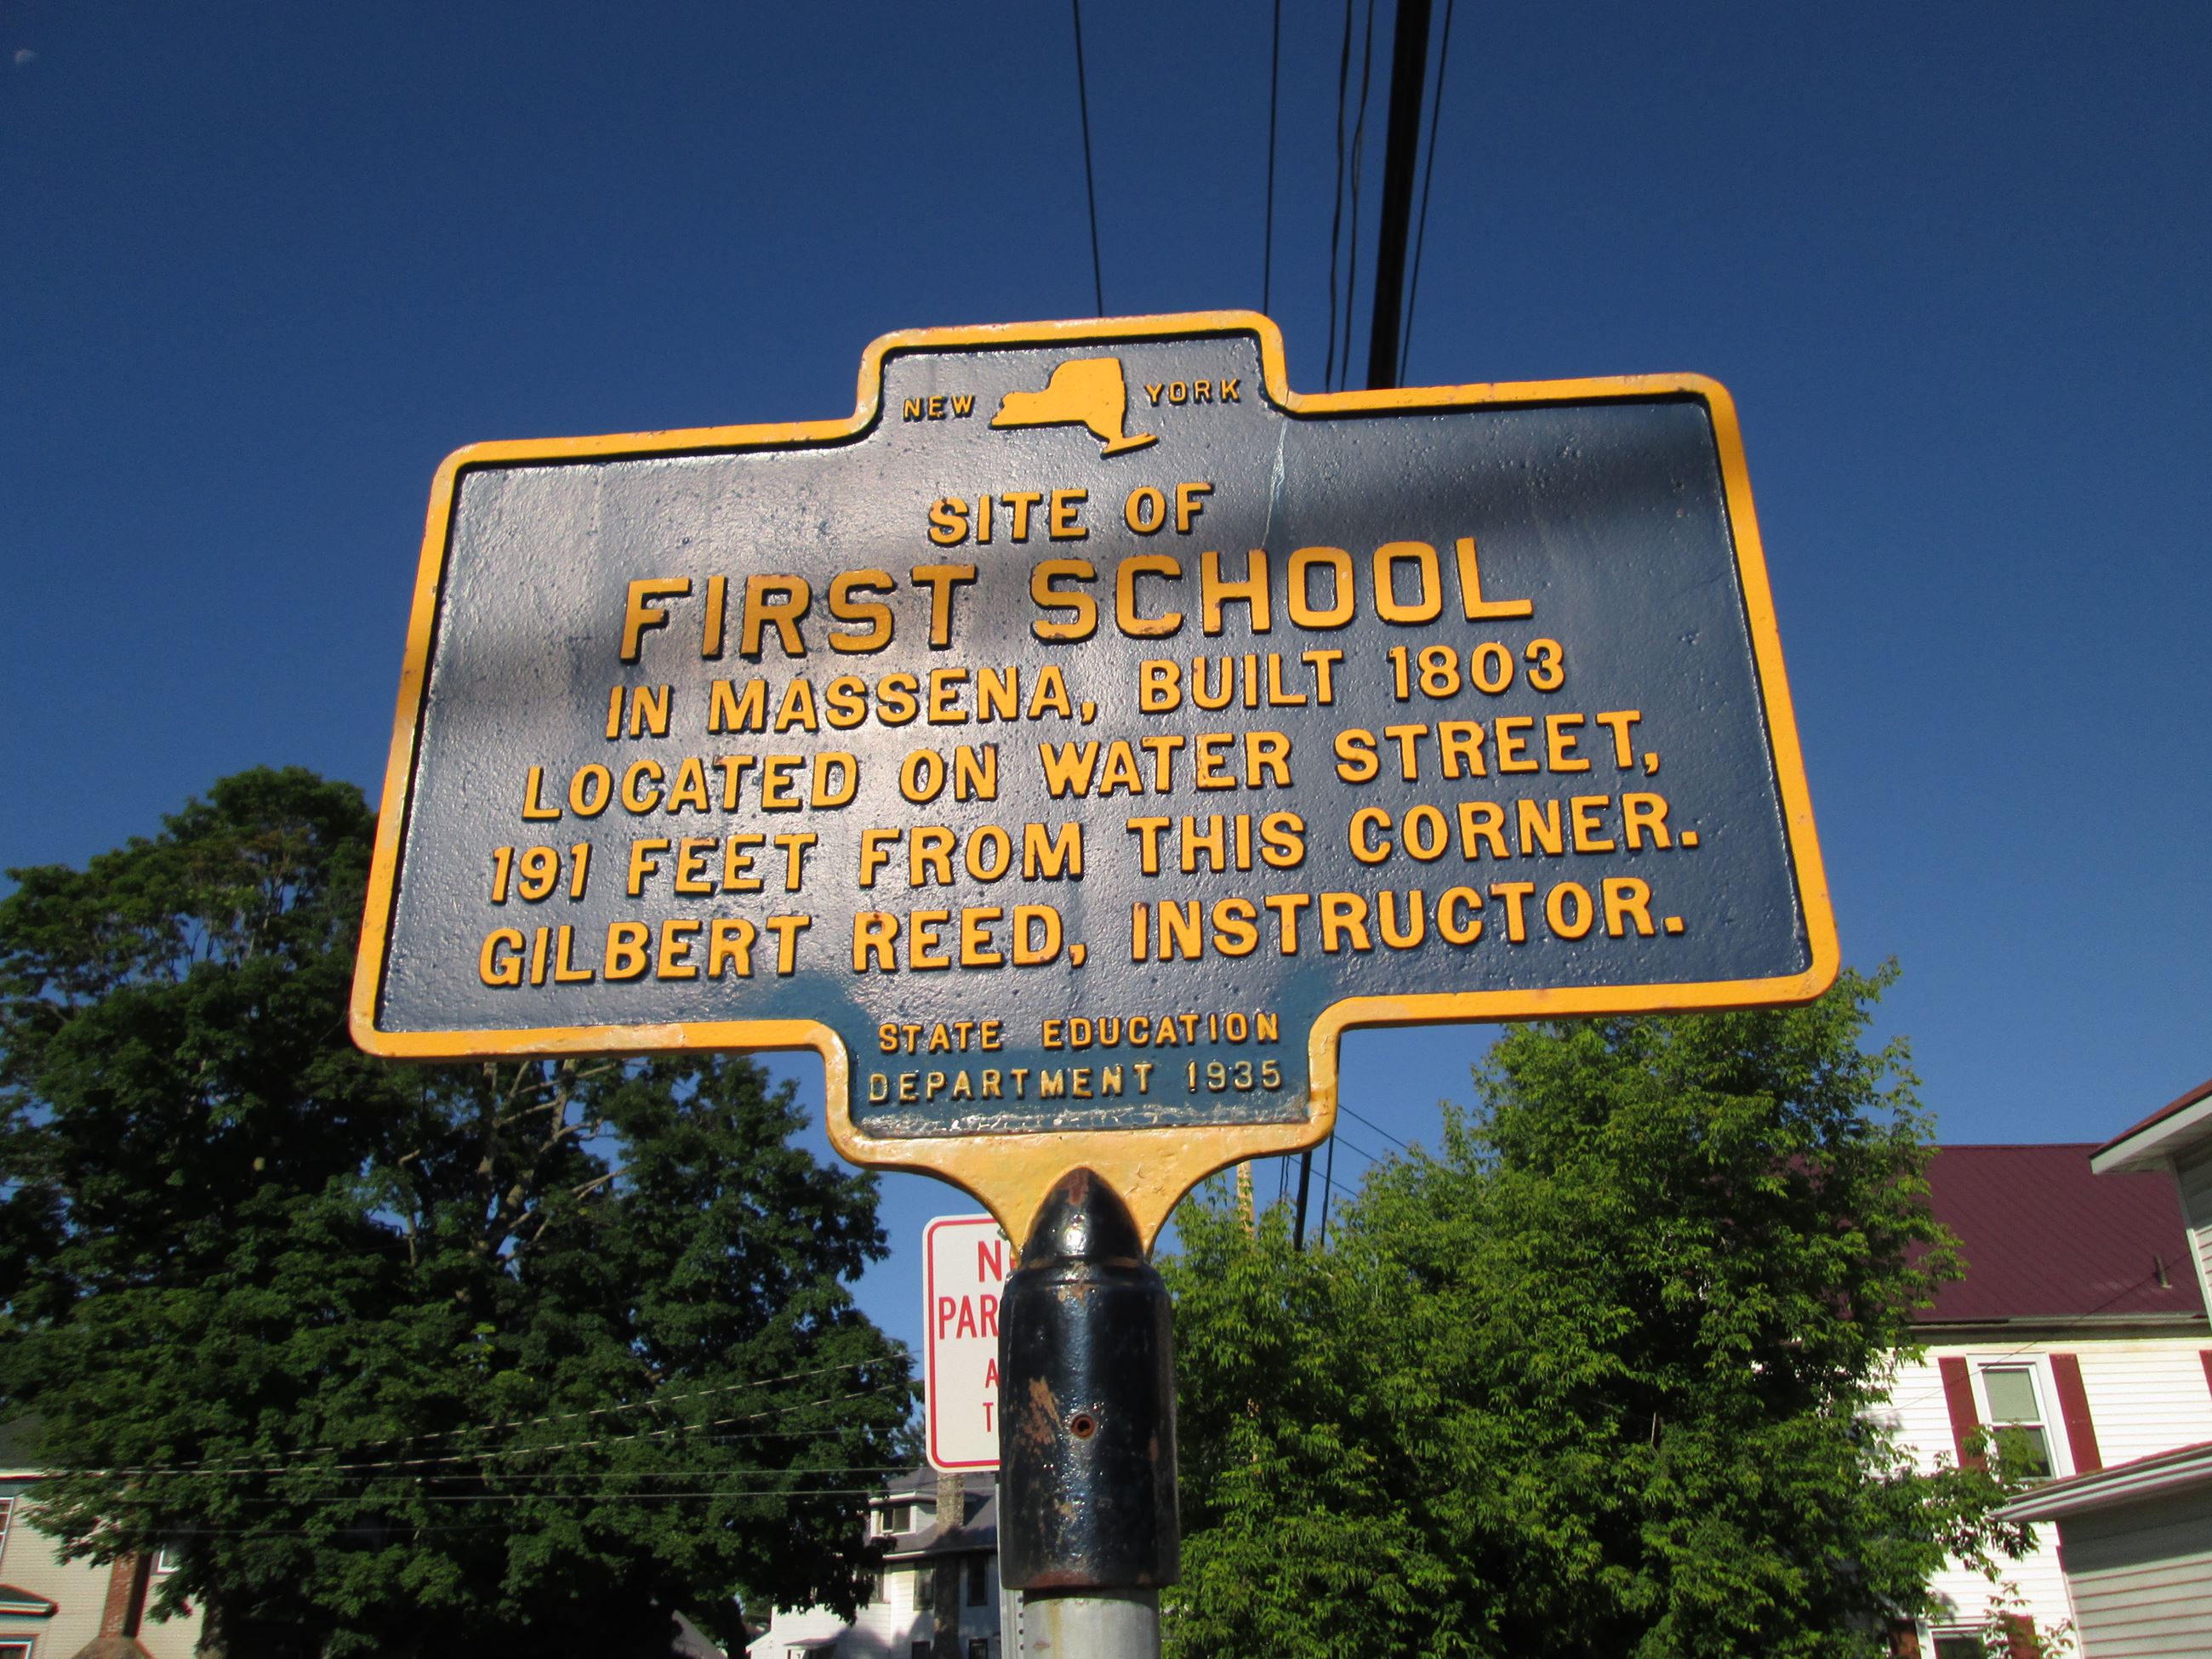 NEW YORK
SITE OF
FIRST SCHOOL
IN MASSENA, BUILT 1803
LOCATED ON WATER STREET,
191 FEET FROM THIS CORNER.
GILBERT REED, INSTRUCTOR.
STATE EDUCATION
DEPARTMENT 1935